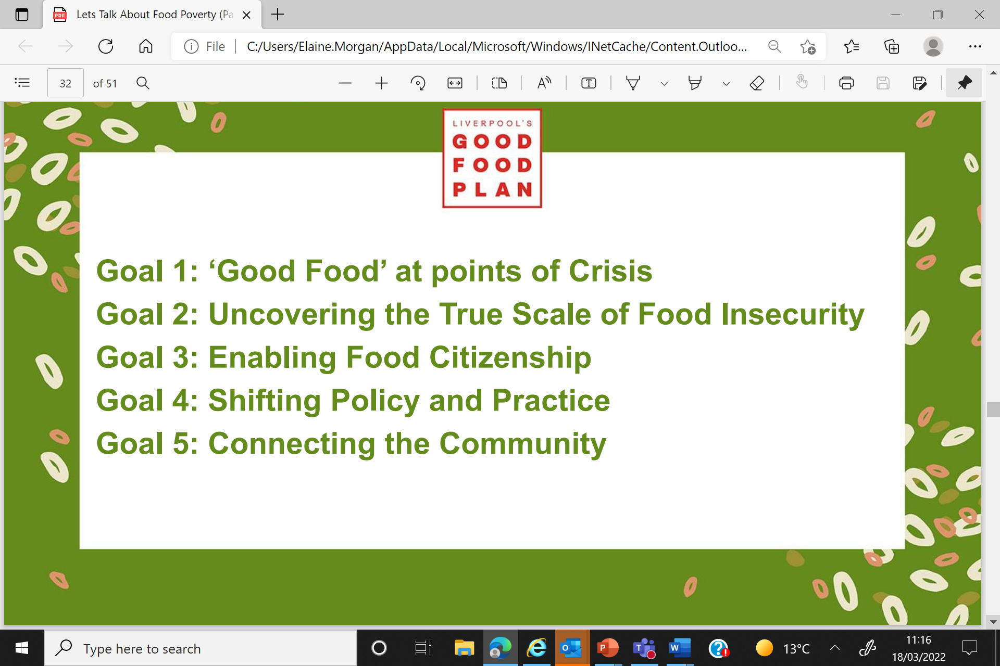 Lets Talk About Food Poverty (Pa
File
C:/Users/Elaine.Morgan/AppData/Local/Microsoft/Windows/INetCache/Content.Outloo...
32 of 51
LIVERPOOL'S
GOOD
FOOD
PLAN
Goal 1: ‘Good Food’ at points of Crisis
Goal 2: Uncovering the True Scale of Food Insecurity
Goal 3: Enabling Food Citizenship
Goal 4: Shifting Policy and Practice
Goal 5: Connecting the Community
Type here to search
13°C
11:16
18/03/2022